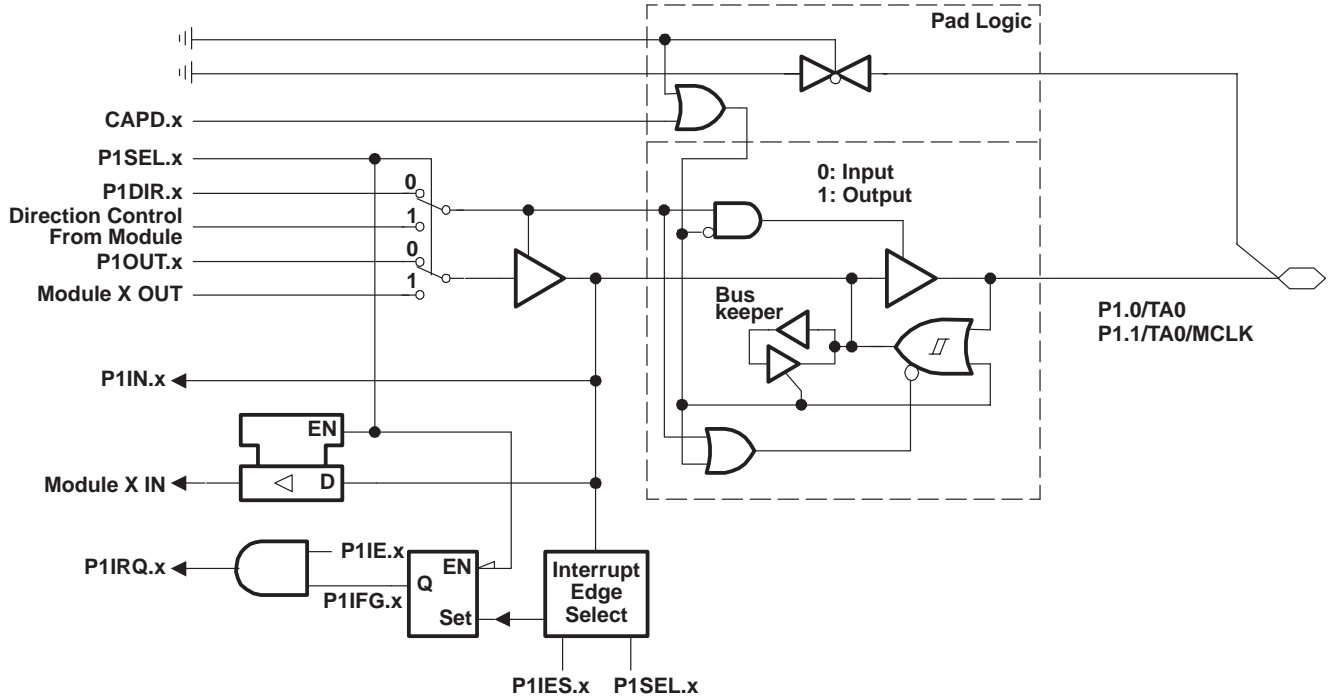 Pad Logic
CAPD.x
P1SEL.x
P1DIR.x
0
Direction Control
From Module
1
P1OUT.x
0
Module X OUT
1
0: Input
1: Output
Bus
keeper
P1.0/TA0
P1.1/TA0/MCLK
P1IN.x
EN
Module X IN
D
P1IRQ.x
P1IE.x
P1IFG.x
EN
Q
Set
Interrupt
Edge
Select
P1IES.x
P1SEL.x